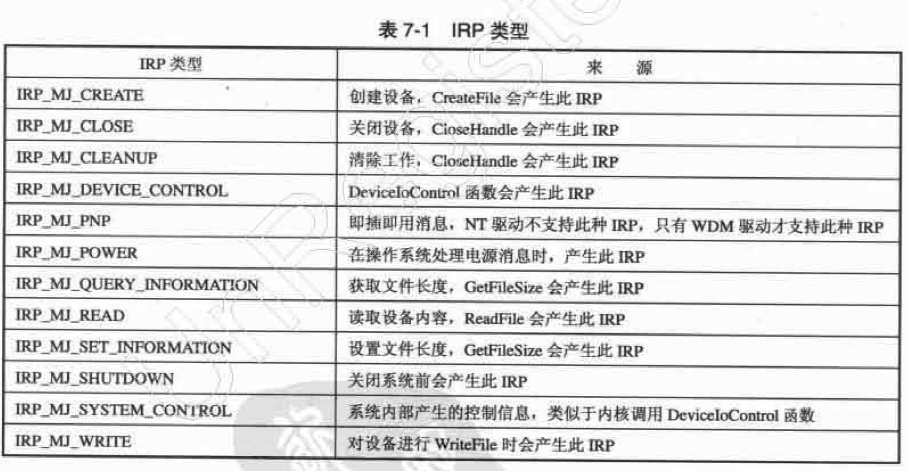 表 7-1 IRP 类型
IRP 类型 来 源
IRP_MJ_CREATE 创建设备，CreateFile 会产生此 IRP
IRP_MJ_CLOSE 关闭设备，CloseHandle 会产生此 IRP
IRP_MJ_CLEANUP 清除工作，CloseHandle 会产生此 IRP
IRP_MJ_DEVICE_CONTROL DeviceIoControl 函数会产生此 IRP
IRP_MJ_PNP 即插即用消息，NT 驱动不支持此种 IRP，只有 WDM 驱动才支持此种 IRP
IRP_MJ_POWER 在操作系统处理电源消息时，产生此 IRP
IRP_MJ_QUERY_INFORMATION 获取文件长度，GetFileSize 会产生此 IRP
IRP_MJ_READ 读取设备内容，ReadFile 会产生此 IRP
IRP_MJ_SET_INFORMATION 设置文件长度，GetFileSize 会产生此 IRP
IRP_MJ_SHUTDOWN 关闭系统前会产生此 IRP
IRP_MJ_SYSTEM_CONTROL 系统内部产生的控制信息，类似于内核调用 DeviceIoControl 函数
IRP_MJ_WRITE 对设备进行 WriteFile 时会产生此 IRP